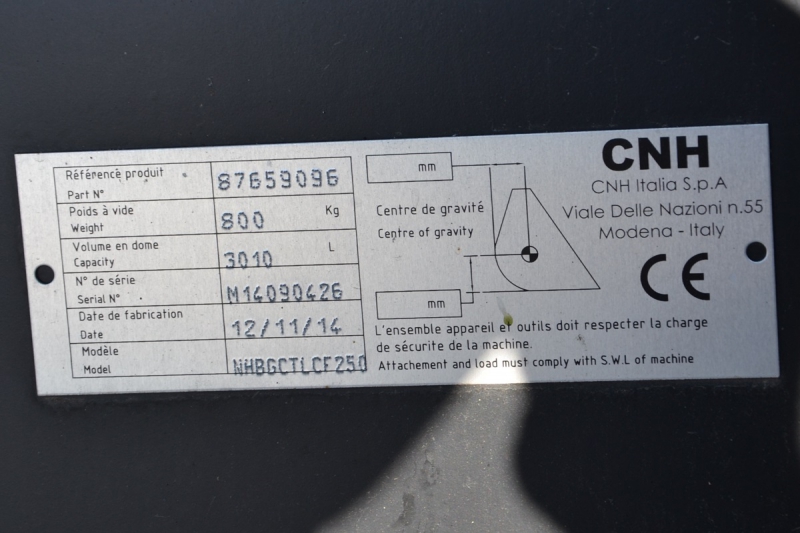 Référence produit
Part N°
87659096
Poids à vide
Weight
800
Kg
Volume en dome
Capacity
3010
L
N° de série
Serial N°
M14090426
Date de fabrication
Date
12/11/14
Modèle
Model
NHBGCTLCF250
mm
Centre de gravité
Centre of gravity
mm
L'ensemble appareil et outils doit respecter la charge
de sécurite de la machine.
Attachement and load must comply with S.W.L of machine
CNH
CNH Italia S.p.A
Viale Delle Nazioni n.55
Modena - Italy
CE